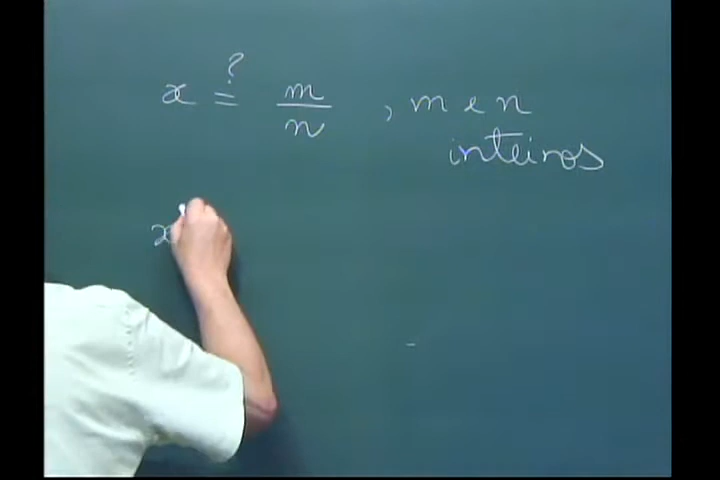 x ?= m/n , m e n
inteiros
x